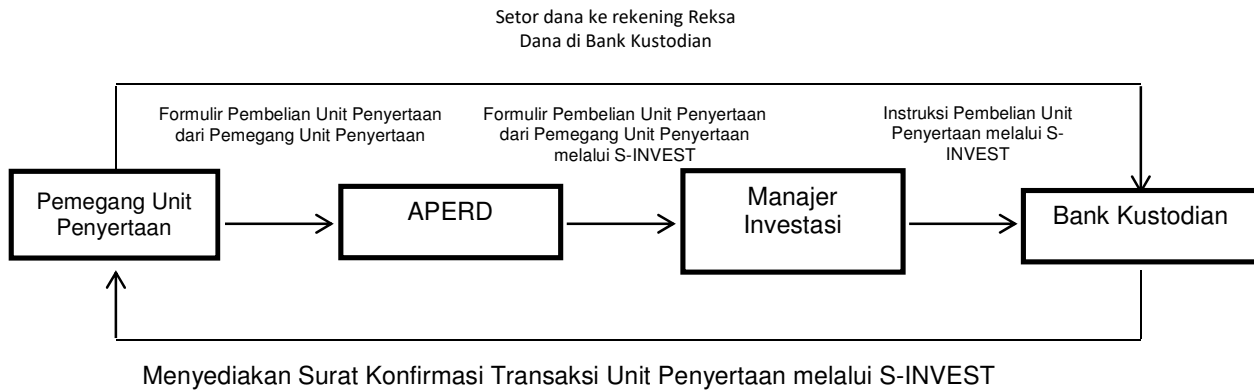 Setor dana ke rekening Reksa
Dana di Bank Kustodian
Formulir Pembelian Unit Penyertaan
dari Pemegang Unit Penyertaan
Formulir Pembelian Unit Penyertaan
dari Pemegang Unit Penyertaan
melalui S-INVEST
Instruksi Pembelian Unit
Penyertaan melalui S-
INVEST
Pemegang Unit
Penyertaan
APERD
Manajer
Investasi
Bank Kustodian
Menyediakan Surat Konfirmasi Transaksi Unit Penyertaan melalui S-INVEST